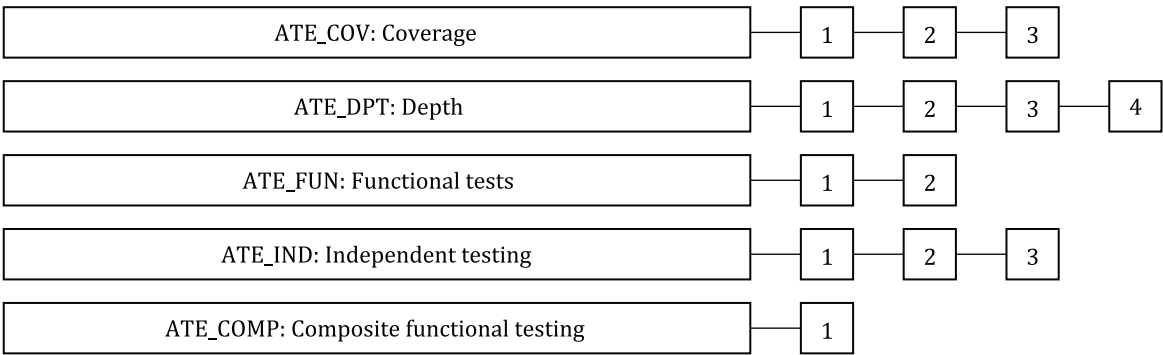 ATE_COV: Coverage 1 2 3
ATE_DPT: Depth 1 2 3 4
ATE_FUN: Functional tests 1 2
ATE_IND: Independent testing 1 2 3
ATE_COMP: Composite functional testing 1